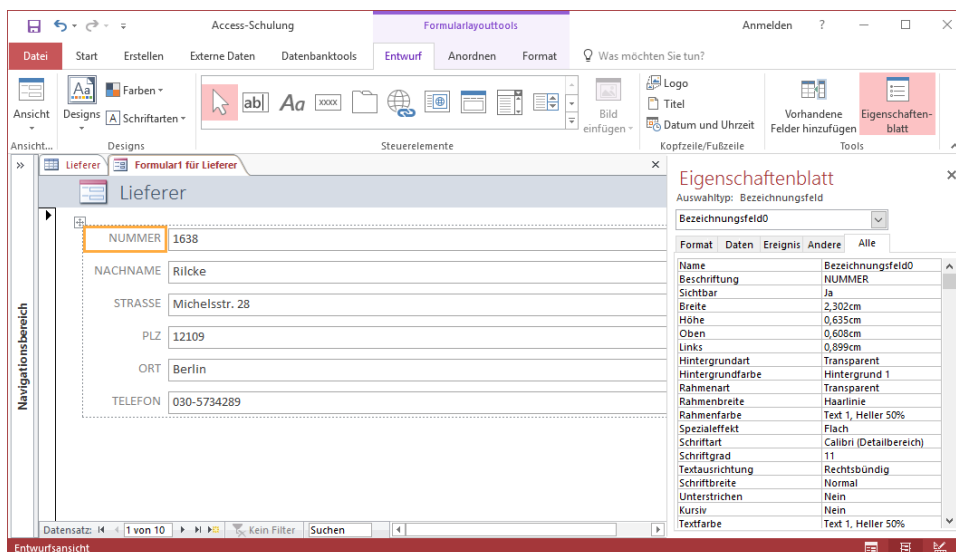 Access-Schulung Formularlayouttools Anmelden ?
Datei Start Erstellen Externe Daten Datenbanktools Entwurf Anordnen Format Was möchten Sie tun?
Ansicht
Aa
Designs
Farben
A Schriftarten
ab Aa xxxx
Bild
einfügen
Logo
Titel
Datum und Uhrzeit
Vorhandene
Felder hinzufügen
Eigenschaften-
blatt
Ansicht... Designs Steuerelemente Kopfzeile/Fußzeile Tools
Lieferer Formular1 für Lieferer
Navigationsbereich
Lieferer
NUMMER 1638
NACHNAME Rilcke
STRASSE Michelsstr. 28
PLZ 12109
ORT Berlin
TELEFON 030-5734289
Datensatz: 1 von 10 Kein Filter Suchen
Eigenschaftenblatt
Auswahltyp: Bezeichnungsfeld
Bezeichnungsfeld0
Format Daten Ereignis Andere Alle
Name Bezeichnungsfeld0
Beschriftung NUMMER
Sichtbar Ja
Breite 2,302cm
Höhe 0,635cm
Oben 0,608cm
Links 0,899cm
Hintergrundart Transparent
Hintergrundfarbe Hintergrund 1
Rahmenart Transparent
Rahmenbreite Haarlinie
Rahmenfarbe Text 1, Heller 50%
Spezialeffekt Flach
Schriftart Calibri (Detailbereich)
Schriftgrad 11
Textausrichtung Rechtsbündig
Schriftbreite Normal
Unterstrichen Nein
Kursiv Nein
Textfarbe Text 1, Heller 50%
Entwurfsansicht